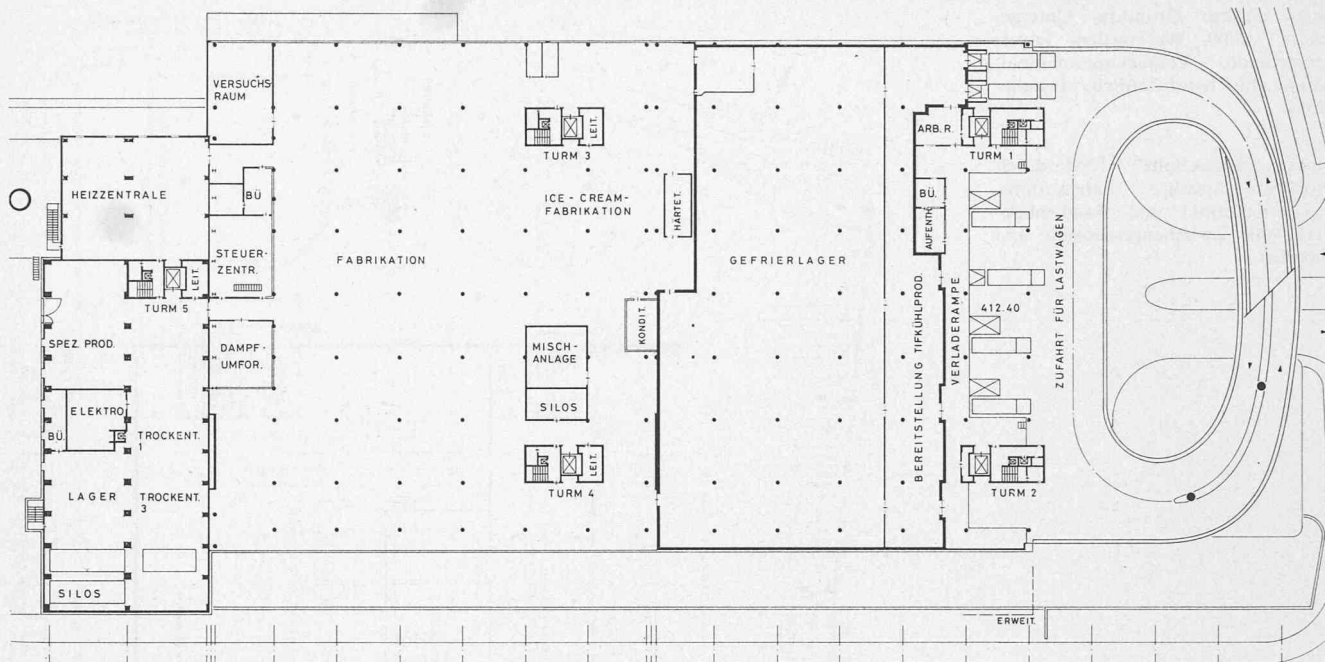 VERSUCHS
RAUM
HEIZZENTRALE
BÜ
STEUER-
ZENTR.
LEIT.
TURM 5
SPEZ. PROD.
DAMPF-
UMFOR.
ELEKTRO.
BÜ.
TROCKENT.
1
LAGER
TROCKENT.
3
SILOS
FABRIKATION
LEIT.
TURM 3
ICE-CREAM-
FABRIKATION
HÄRTET.
KONDIT.
MISCH-
ANLAGE
SILOS
LEIT.
TURM 4
GEFRIERLAGER
ARB.R.
TURM 1
BÜ.
AUFENTH.
BEREITSTELLUNG TIFKÜHLPROD.
VERLADERAMPE
412.40
ZUFAHRT FÜR LASTWAGEN
TURM 2
ERWEIT.